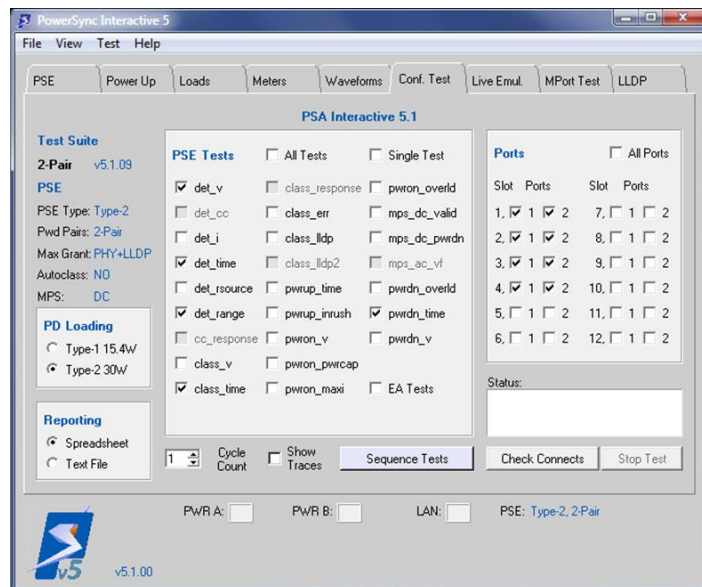 PowerSync Interactive 5
File View Test Help
PSE Power Up Loads Meters Waveforms Conf. Test Live Emul. MPort Test LLDP
PSA Interactive 5.1
Test Suite
2-Pair v5.1.09
PSE
PSE Type: Type-2
Pwd Pairs: 2-Pair
Max Grant: PHY+LLDP
Autoclass: NO
MPS: DC
PD Loading
Type-1 15.4W
Type-2 30W
Reporting
Spreadsheet
Text File
PSE Tests All Tests Single Test
det_v class_response pwron_overld
det_cc class_err mps_dc_valid
det_i class_lldp mps_dc_pwrdn
det_time class_lldp2 mps_ac_vf
det_rsource pwrup_time pwrdn_overld
det_range pwrup_inrush pwrdn_time
cc_response pwron_v pwrdn_v
class_v pwron_pwrcap
class_time pwron_maxi EA Tests
1 Cycle Count Show Traces Sequence Tests
Ports All Ports
Slot Ports Slot Ports
1, 1 2 7, 1 2
2, 1 2 8, 1 2
3, 1 2 9, 1 2
4, 1 2 10, 1 2
5, 1 2 11, 1 2
6, 1 2 12, 1 2
Status:
Check Connects Stop Test
PWR A: PWR B: LAN: PSE: Type-2, 2-Pair
v5
v5.1.00